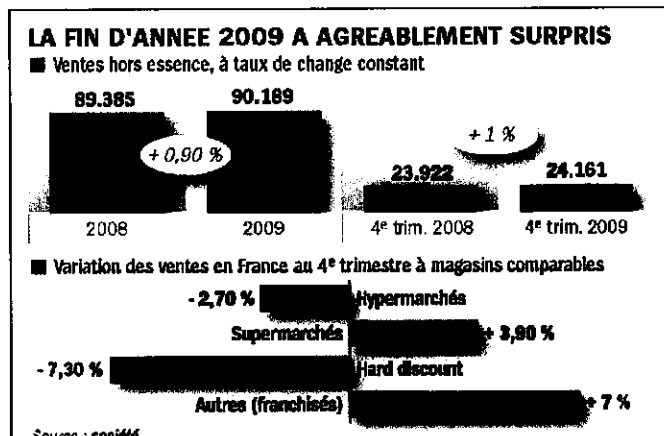 LA FIN D'ANNEE 2009 A AGREABLEMENT SURPRIS
■ Ventes hors essence, à taux de change constant
89.385 90.189
+ 0,90 %
+ 1 %
23.922 24.161
2008 2009 4e trim. 2008 4e trim. 2009
■ Variation des ventes en France au 4e trimestre à magasins comparables
- 2,70 % Hypermarchés
Supermarchés + 3,90 %
- 7,30 % Hard discount
Autres (franchisés) + 7 %
Source : société